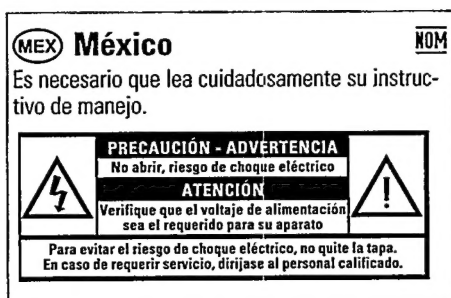 MEX México NOM
Es necesario que lea cuidadosamente su instruc-
tivo de manejo.
PRECAUCIÓN - ADVERTENCIA
No abrir, riesgo de choque eléctrico
ATENCIÓN
Verifique que el voltaje de alimentación
sea el requerido para su aparato
Para evitar el riesgo de choque eléctrico, no quite la tapa.
En caso de requerir servicio, dirijase al personal calificado.